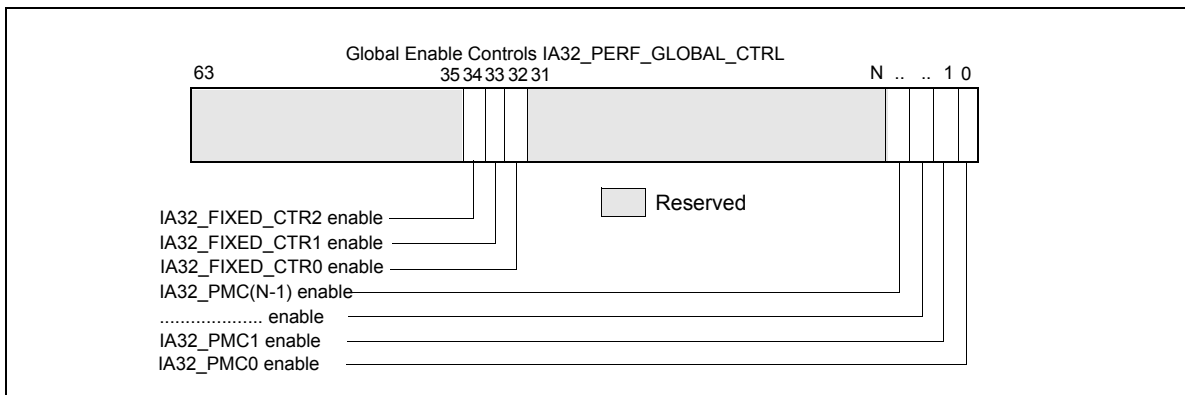 Global Enable Controls IA32_PERF_GLOBAL_CTRL
63 35 34 33 32 31 N .. .. 1 0
Reserved
IA32_FIXED_CTR2 enable
IA32_FIXED_CTR1 enable
IA32_FIXED_CTR0 enable
IA32_PMC(N-1) enable
.................... enable
IA32_PMC1 enable
IA32_PMC0 enable